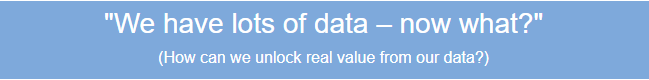 "We have lots of data – now what?"
(How can we unlock real value from our data?)